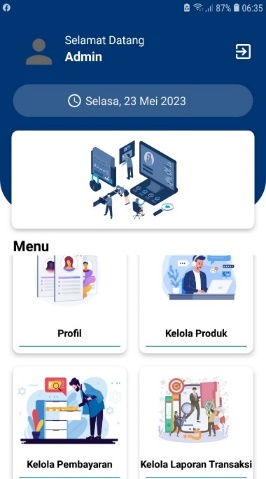 87% 06:35
Selamat Datang
Admin
Selasa, 23 Mei 2023
Menu
Profil
Kelola Produk
Kelola Pembayaran
Kelola Laporan Transaksi